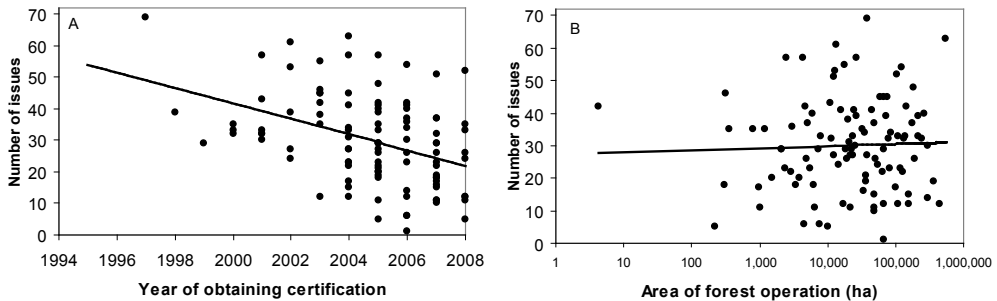 A
Number of issues
70
60
50
40
30
20
10
0
1994 1996 1998 2000 2002 2004 2006 2008
Year of obtaining certification
B
Number of issues
70
60
50
40
30
20
10
0
1 10 100 1,000 10,000 100,000 1,000,000
Area of forest operation (ha)